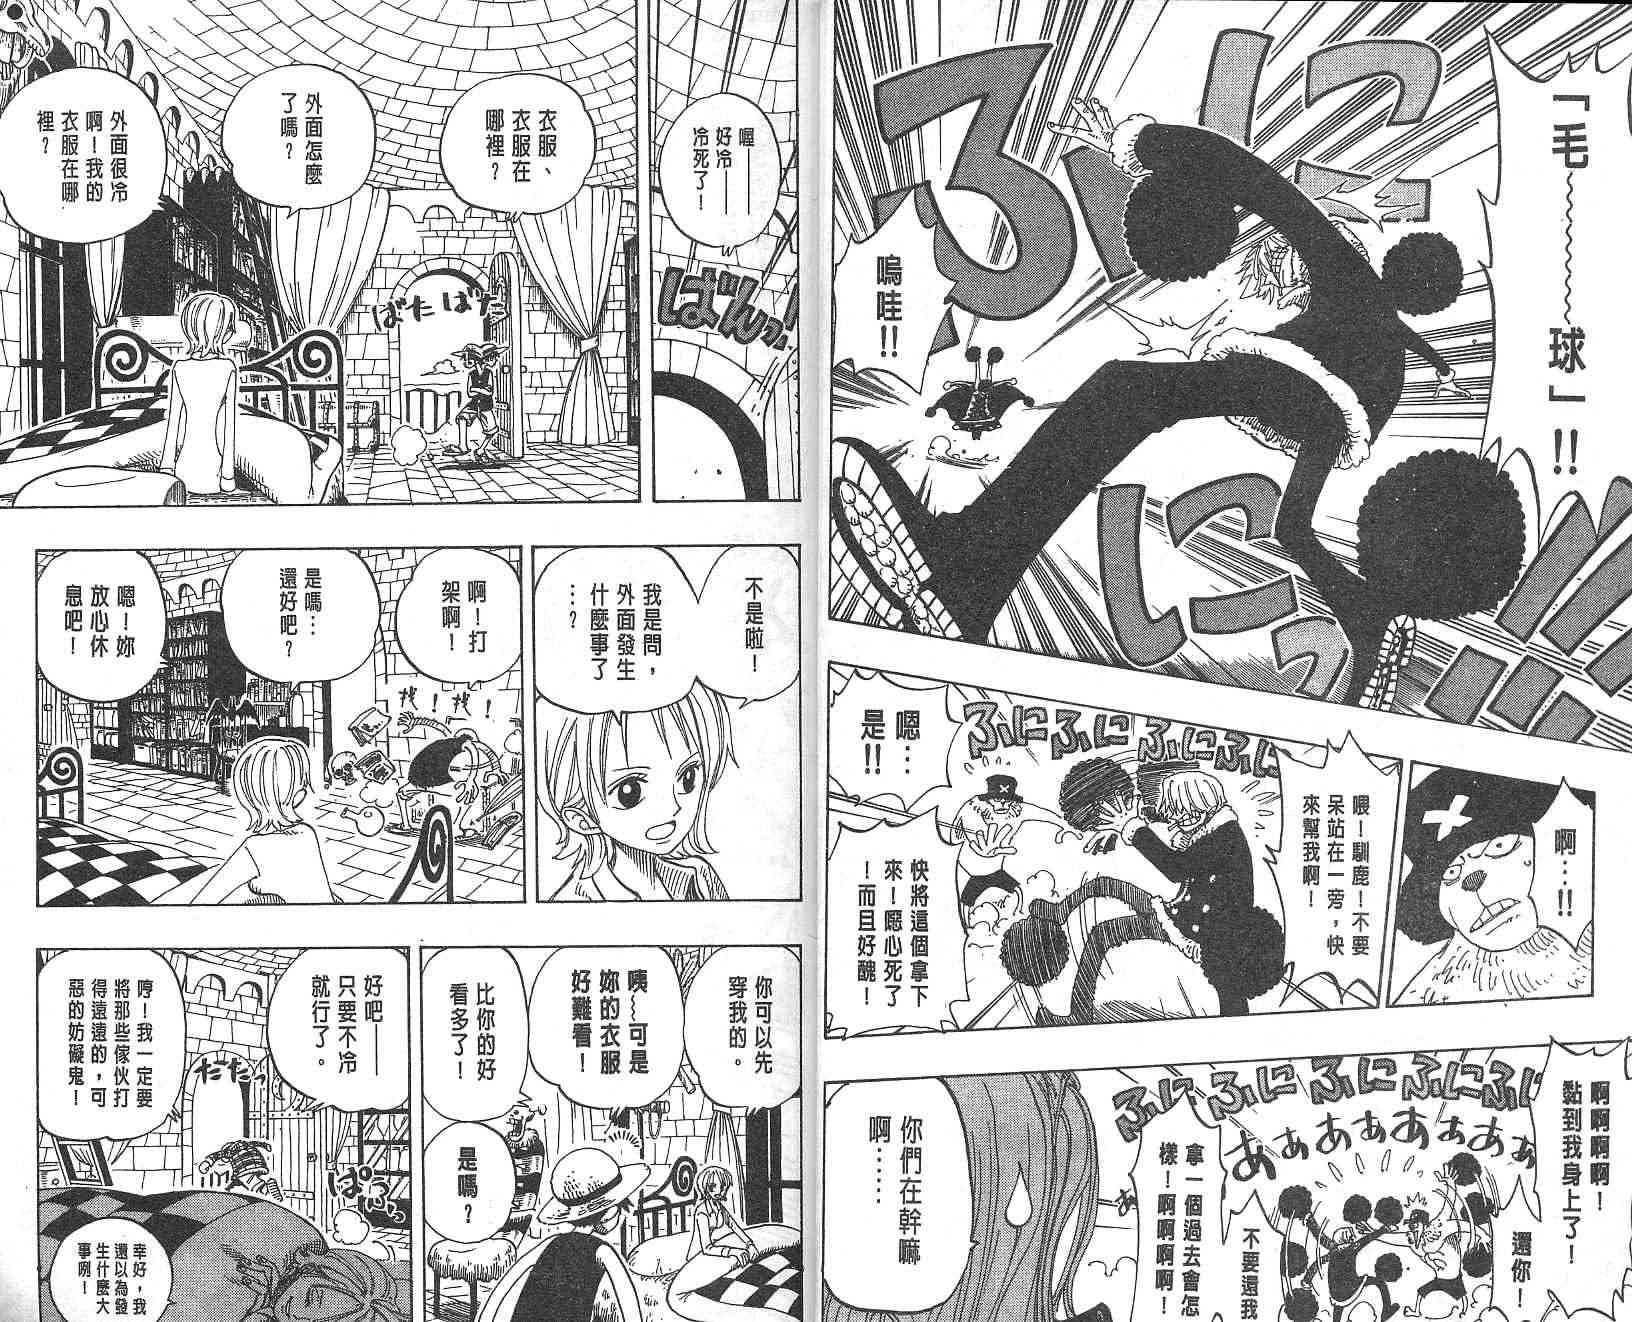 「毛～～球」!!
嗚哇!!
ふにに
ふにっ!!!
啊…!!
喂！馴鹿！不要
呆站在一旁，快
來幫我啊！
ふにふにふにふに
嗯…
是!!
快將這個拿下
來！噁心死了
！而且好醜！
啊啊啊啊！
黏到我身上了！
還你！
ふにふにふにふにふに
あぁあぁあぁあぁあぁ
不要還我
拿一個過去會怎
樣！啊啊啊啊！
你們在幹嘛
啊……
喔
好冷——
冷死了！
ばんっ!
衣服、
衣服在
哪裡？
ばたばた
外面怎麼
了嗎？
外面很冷
啊！我的
衣服在哪
裡？
不是啦！
我是問，
外面發生
什麼事了
…？
啊！打
架啊！
找！找！
是嗎…
還好吧？
嗯！妳
放心休
息吧！
你可以先
穿我的。
咦～可是
妳的衣服
好難看！
比你的好
看多了！
是嗎？
好吧——
只要不冷
就行了。
だだっ
哼！我一定要
將那些傢伙打
得遠遠的，可
惡的妨礙鬼！
ぱ
幸好，我
還以為發
生什麼大
事咧！